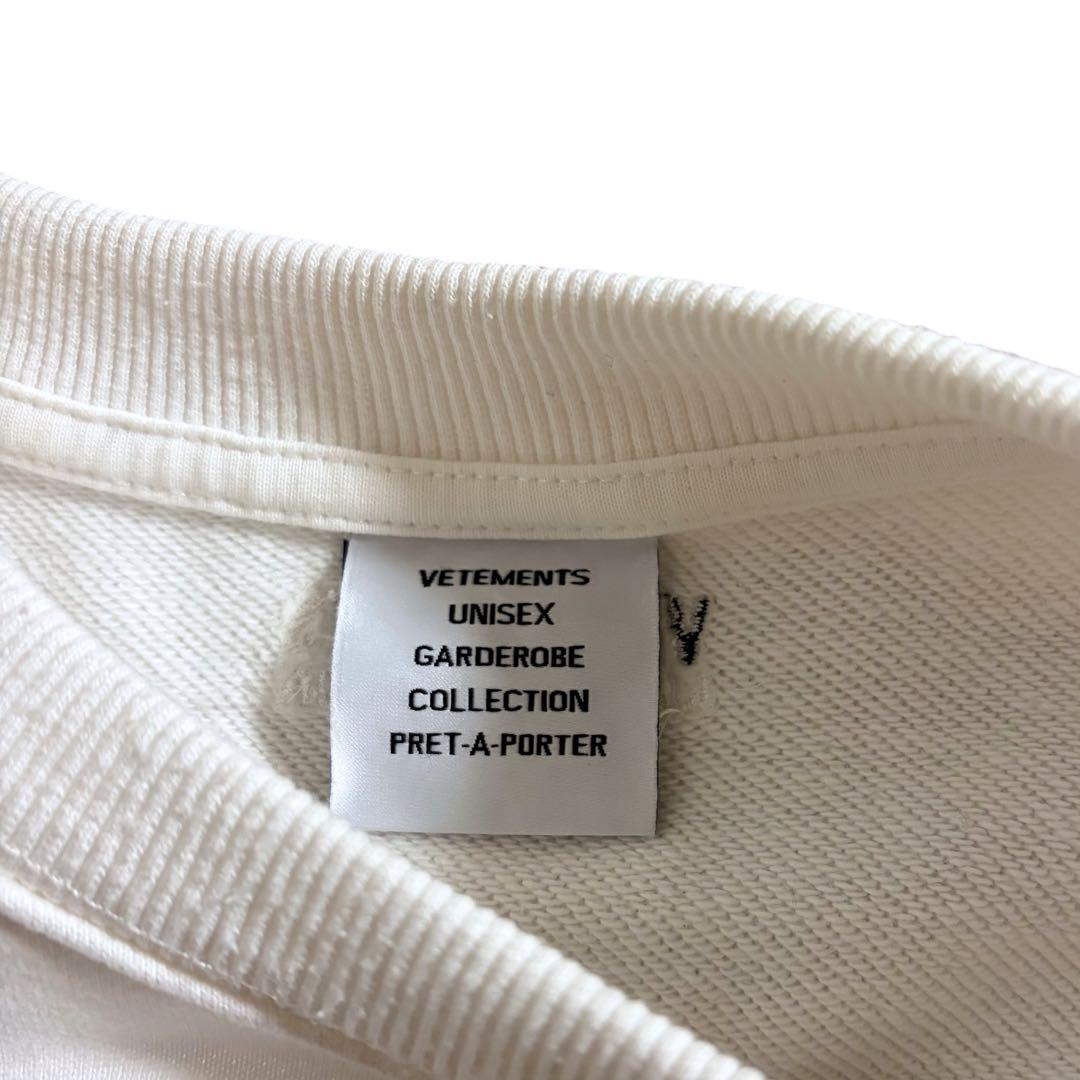 VETEMENTS
UNISEX
GARDEROBE
COLLECTION
PRET-A-PORTER